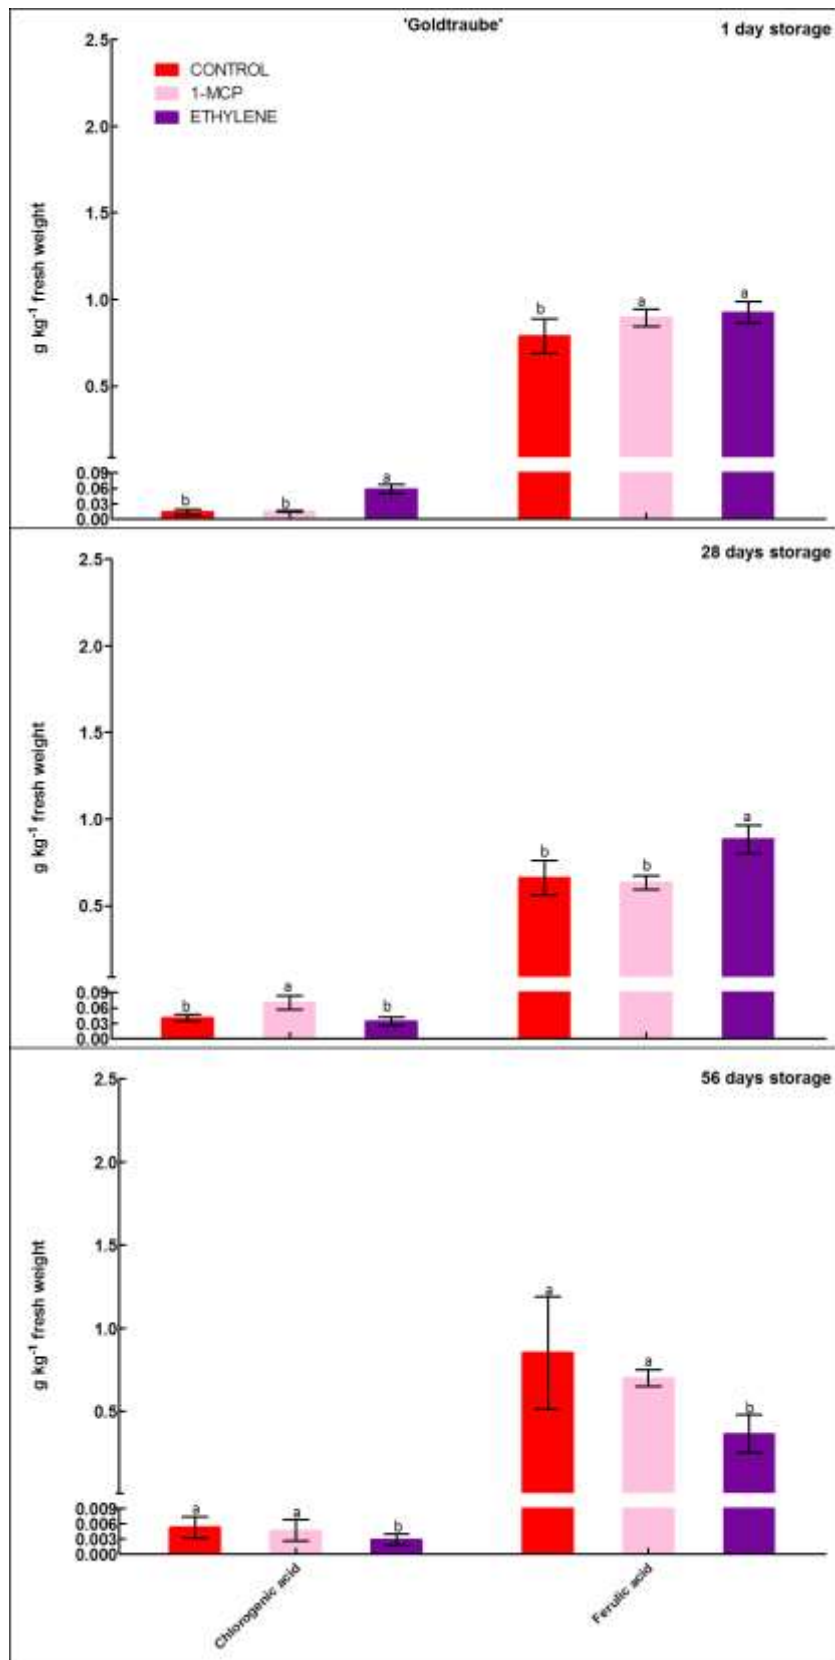 'Goldtraube'
1 day storage
2.5
CONTROL
1-MCP
ETHYLENE
2.0
1.5
g kg⁻¹ fresh weight
1.0
b a a
0.5
0.09
0.06
0.03
0.00
b b a
28 days storage
2.5
2.0
1.5
g kg⁻¹ fresh weight
1.0
b b a
0.5
0.09
0.06
0.03
0.00
b a b
56 days storage
2.5
2.0
1.5
g kg⁻¹ fresh weight
1.0
a a b
0.5
0.009
0.006
0.003
0.000
a a b
Chlorogenic acid
Ferulic acid